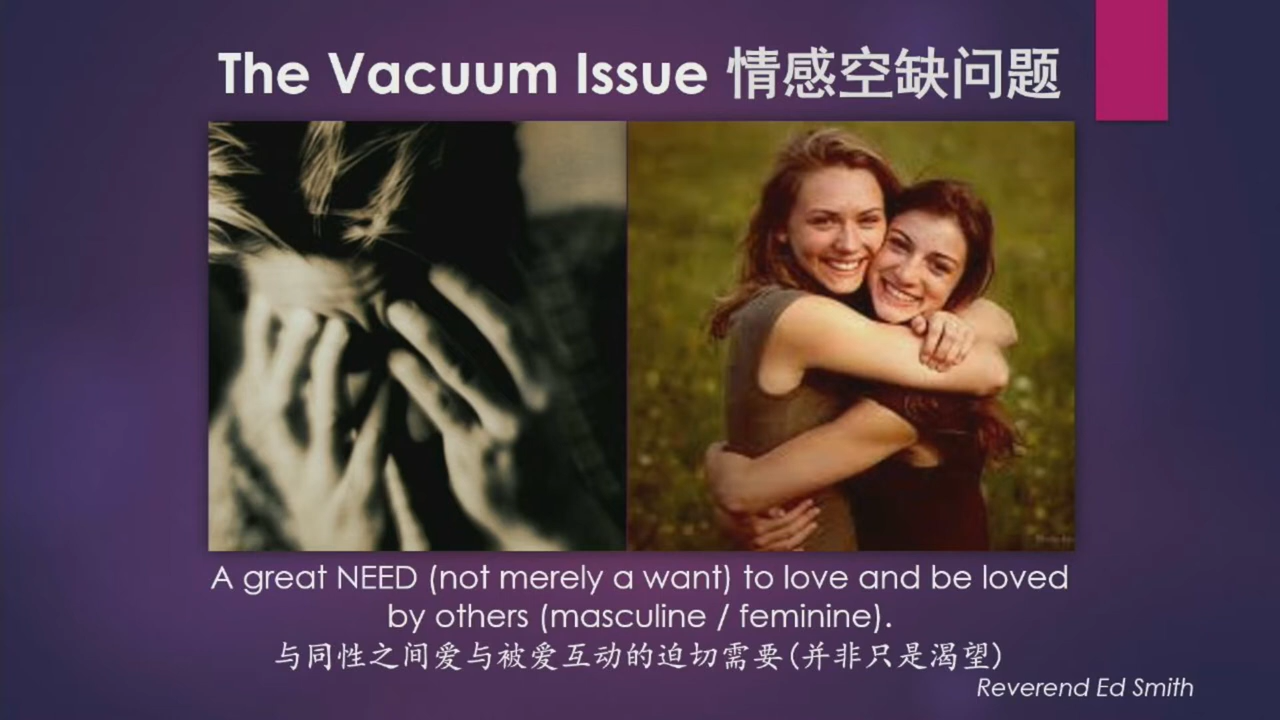 The Vacuum Issue 情感空缺问题
A great NEED (not merely a want) to love and be loved
by others (masculine / feminine).
与同性之间爱与被爱互动的迫切需要(并非只是渴望)
Reverend Ed Smith